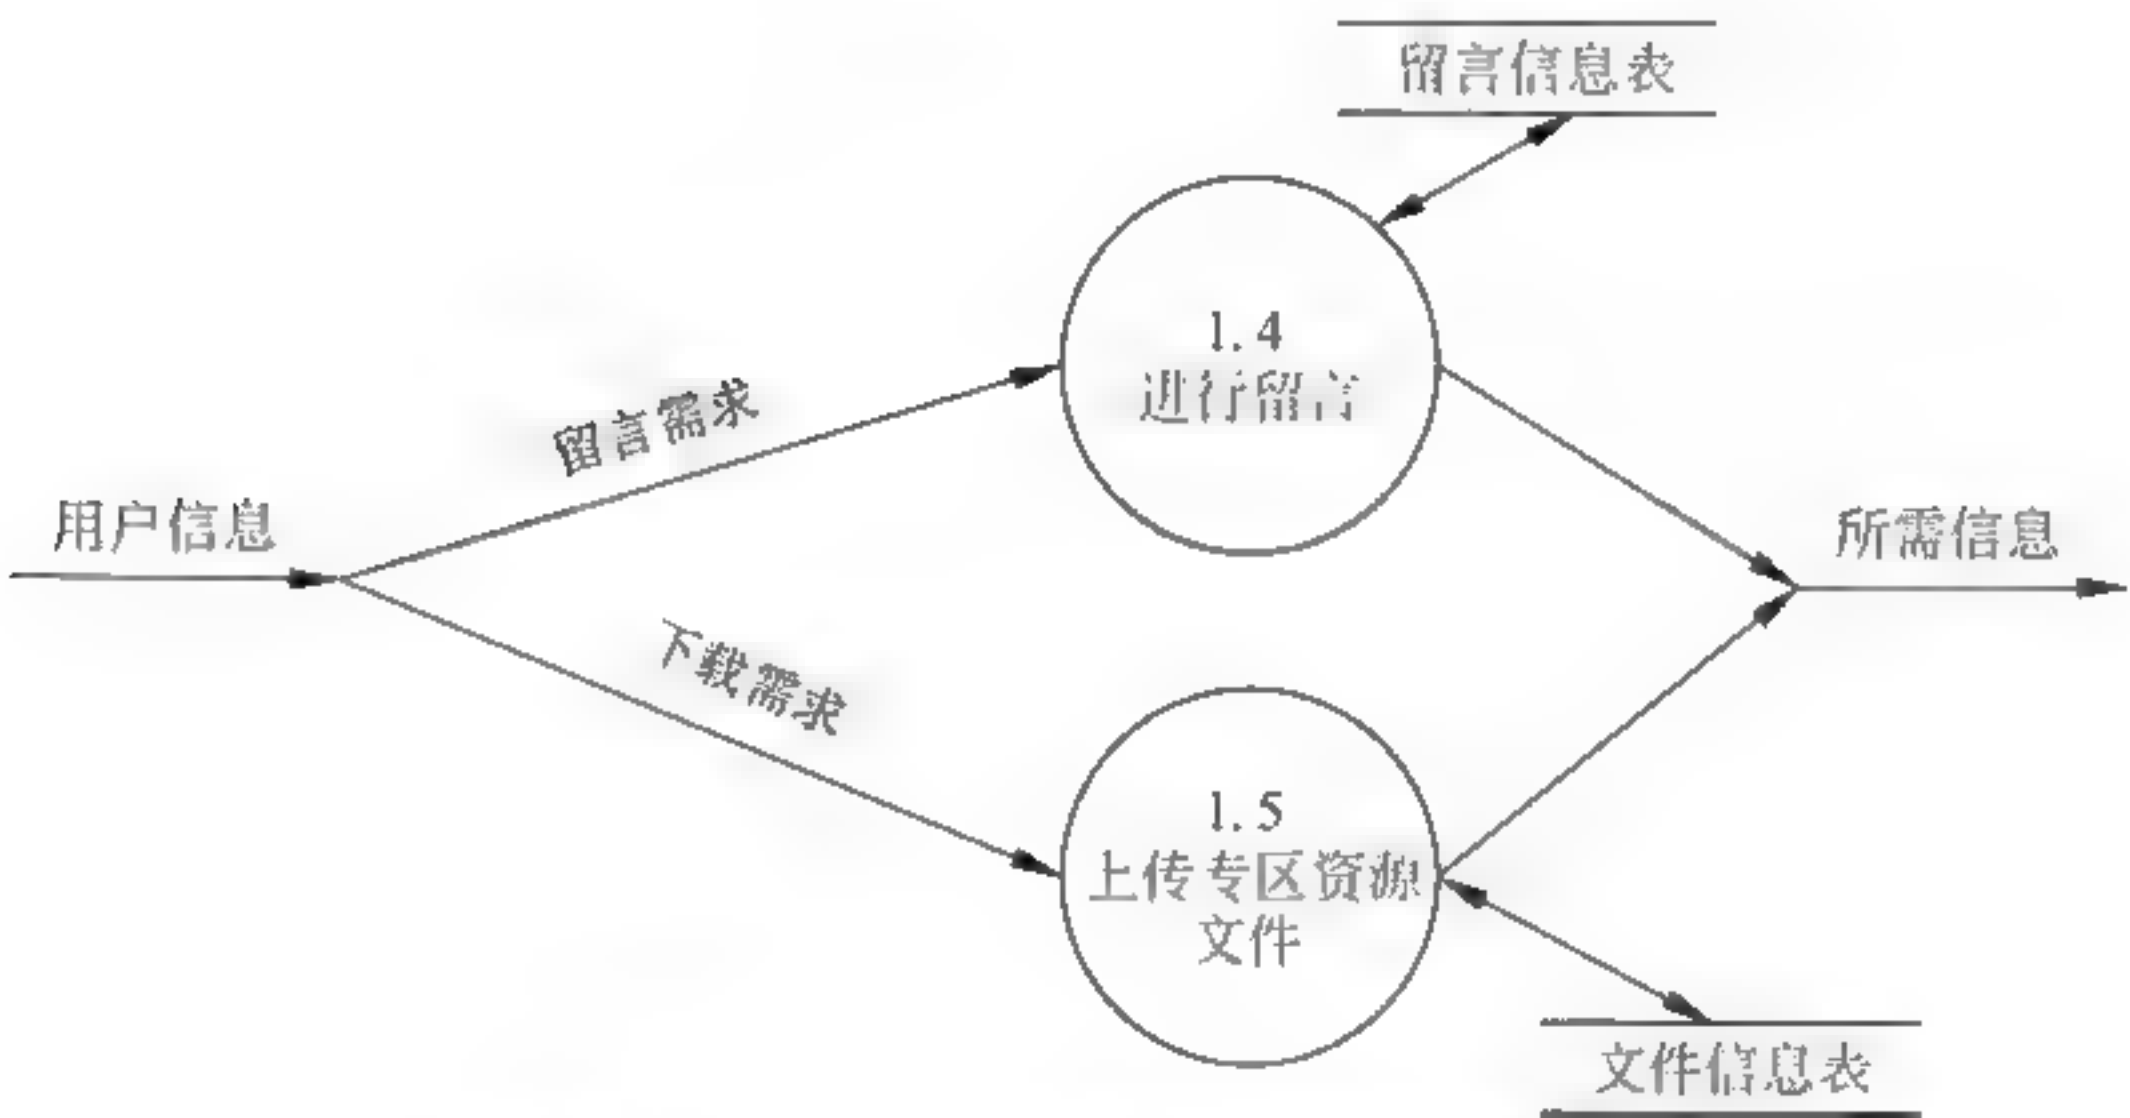 留言信息表
1.4
进行留言
留言需求
用户信息
所需信息
下载需求
1.5
上传专区资源
文件
文件信息表